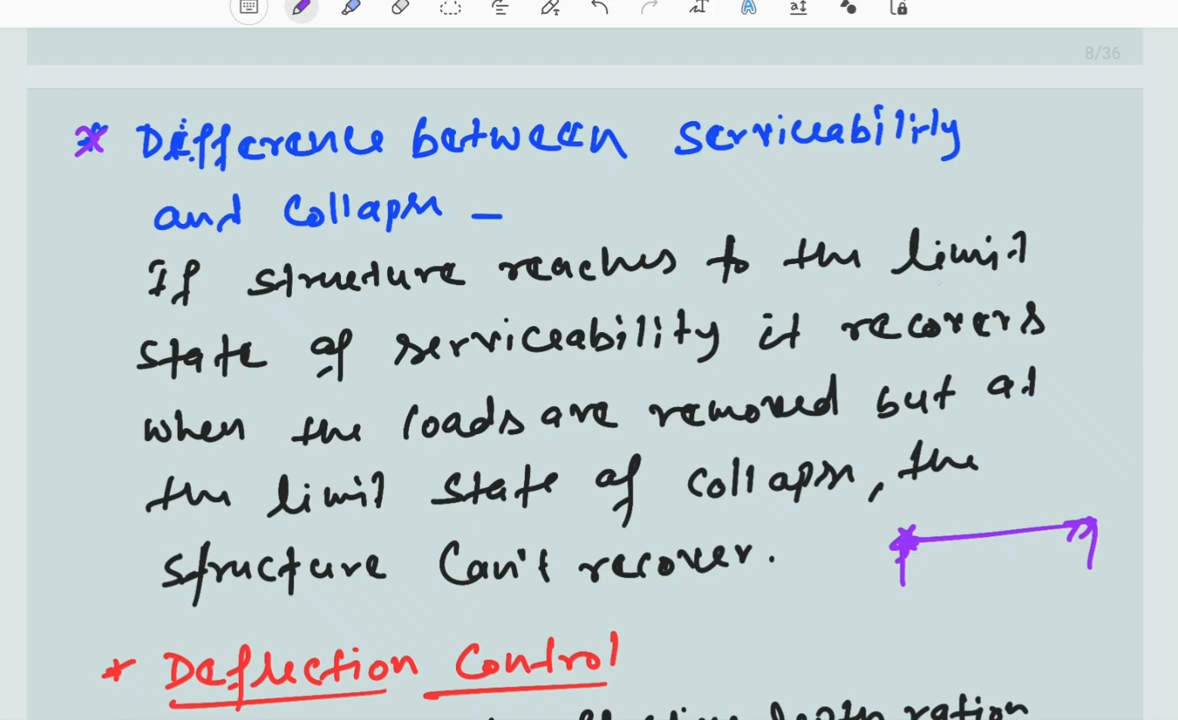 8/36
* Difference between Serviceability
and Collapse -
If structure reaches to the limit
state of serviceability it recovers
when the loads are removed but at
the limit state of collapse, the
structure Can't recover.
* Deflection Control
ration